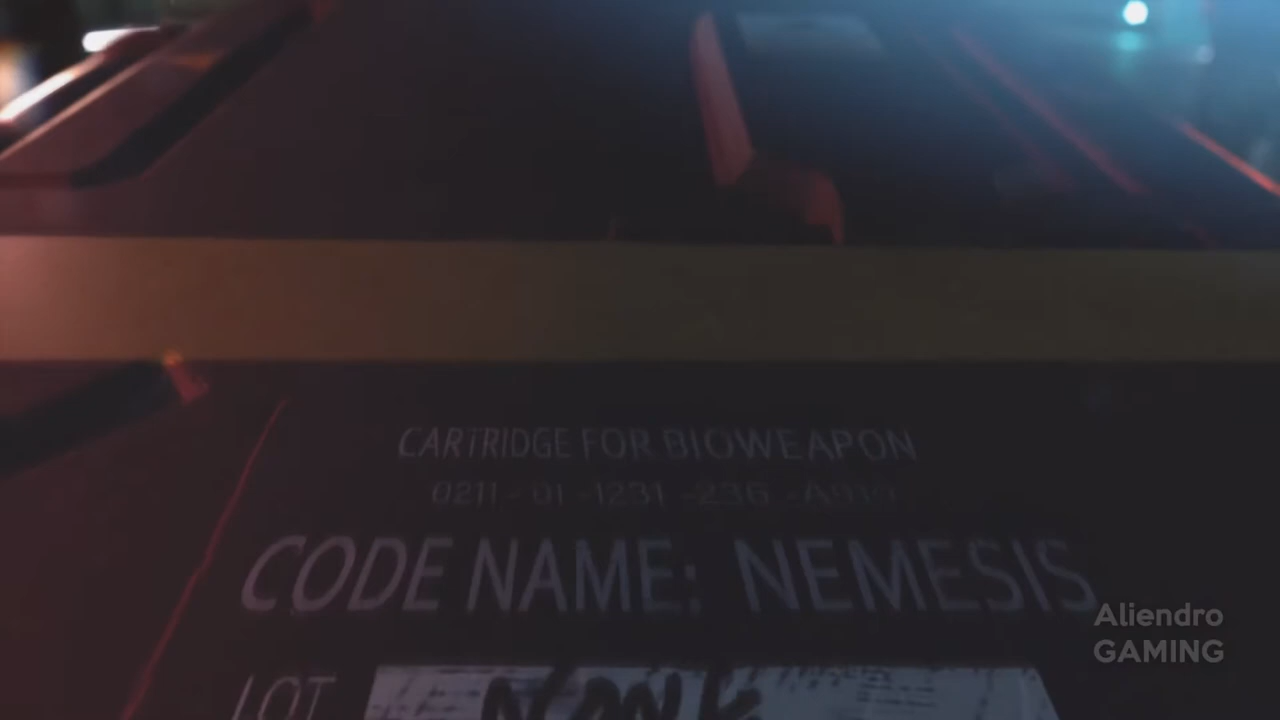 CARTRIDGE FOR BIOWEAPON
CODE NAME: NEMESIS
LOT
Aliendro
GAMING